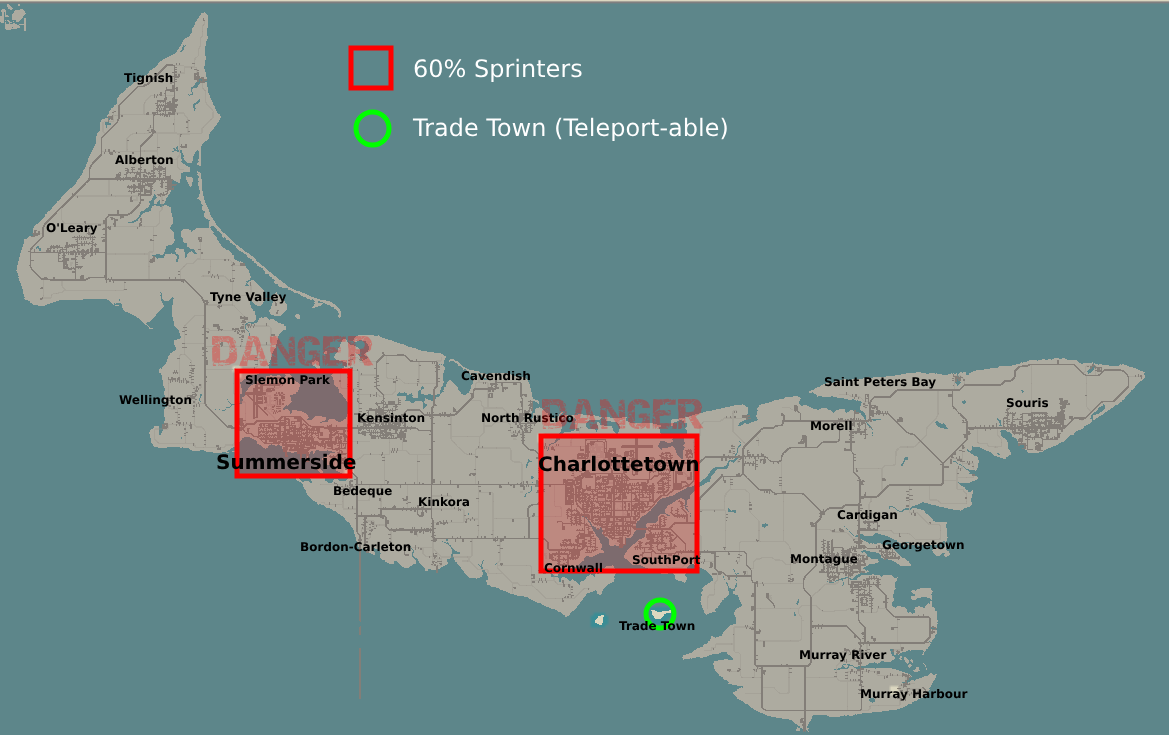 60% Sprinters
Tignish
Trade Town (Teleport-able)
Alberton
O'Leary
Tyne Valley
DANGER
Slemon Park
Cavendish
Saint Peters Bay
Wellington
Souris
DANGER
Kensinton
North Rustico
Morell
Summerside
Charlottetown
Bedeque
Kinkora
Cardigan
Bordon-Carleton
Georgetown
Montague
SouthPort
Cornwall
Trade Town
Murray River
Murray Harbour